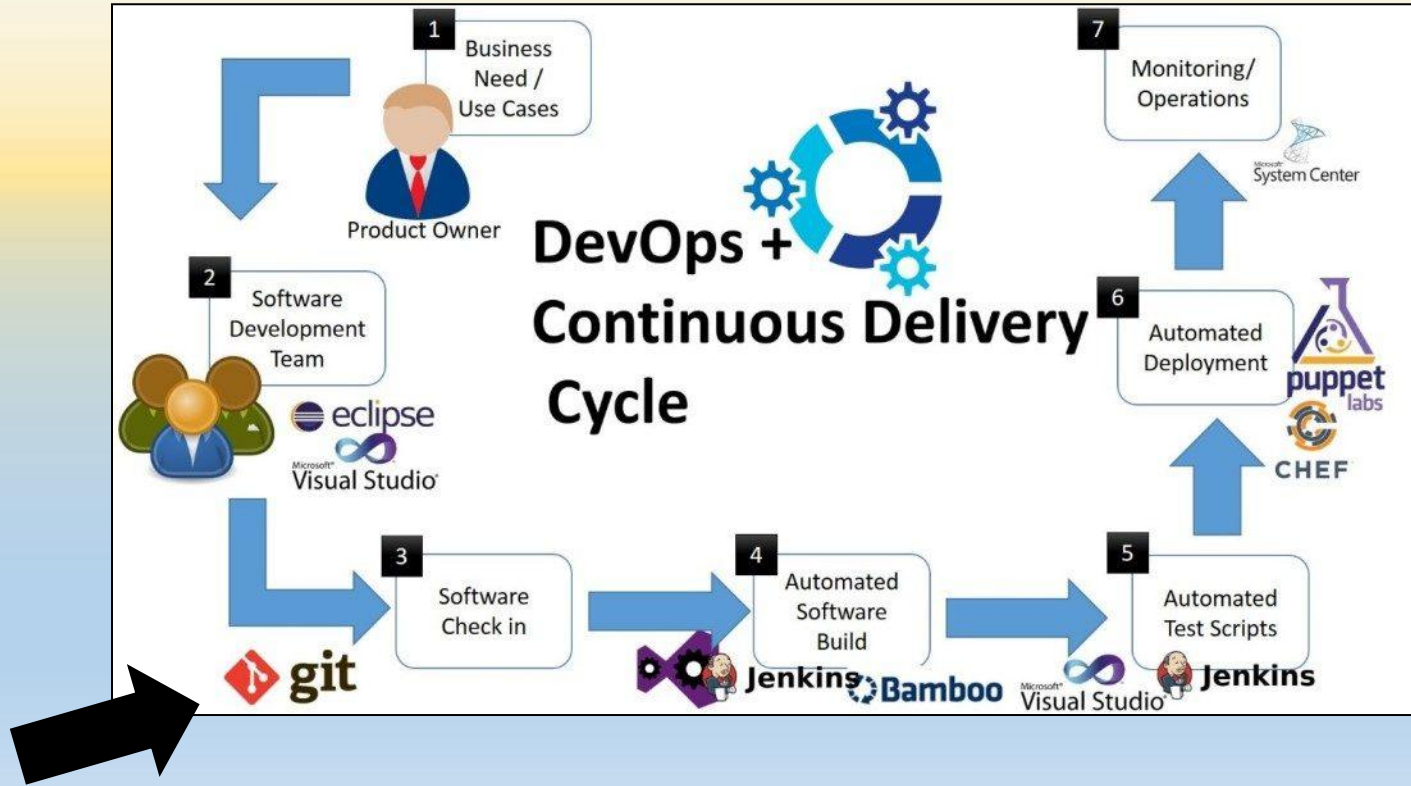 1
Business
Need /
Use Cases
Product Owner
2
Software
Development
Team
eclipse
Microsoft®
Visual Studio®
git
3
Software
Check in
DevOps +
Continuous Delivery
Cycle
4
Automated
Software
Build
Jenkins
Bamboo
5
Automated
Test Scripts
Microsoft®
Visual Studio®
Jenkins
6
Automated
Deployment
puppet
labs
CHEF
7
Monitoring/
Operations
Microsoft®
System Center